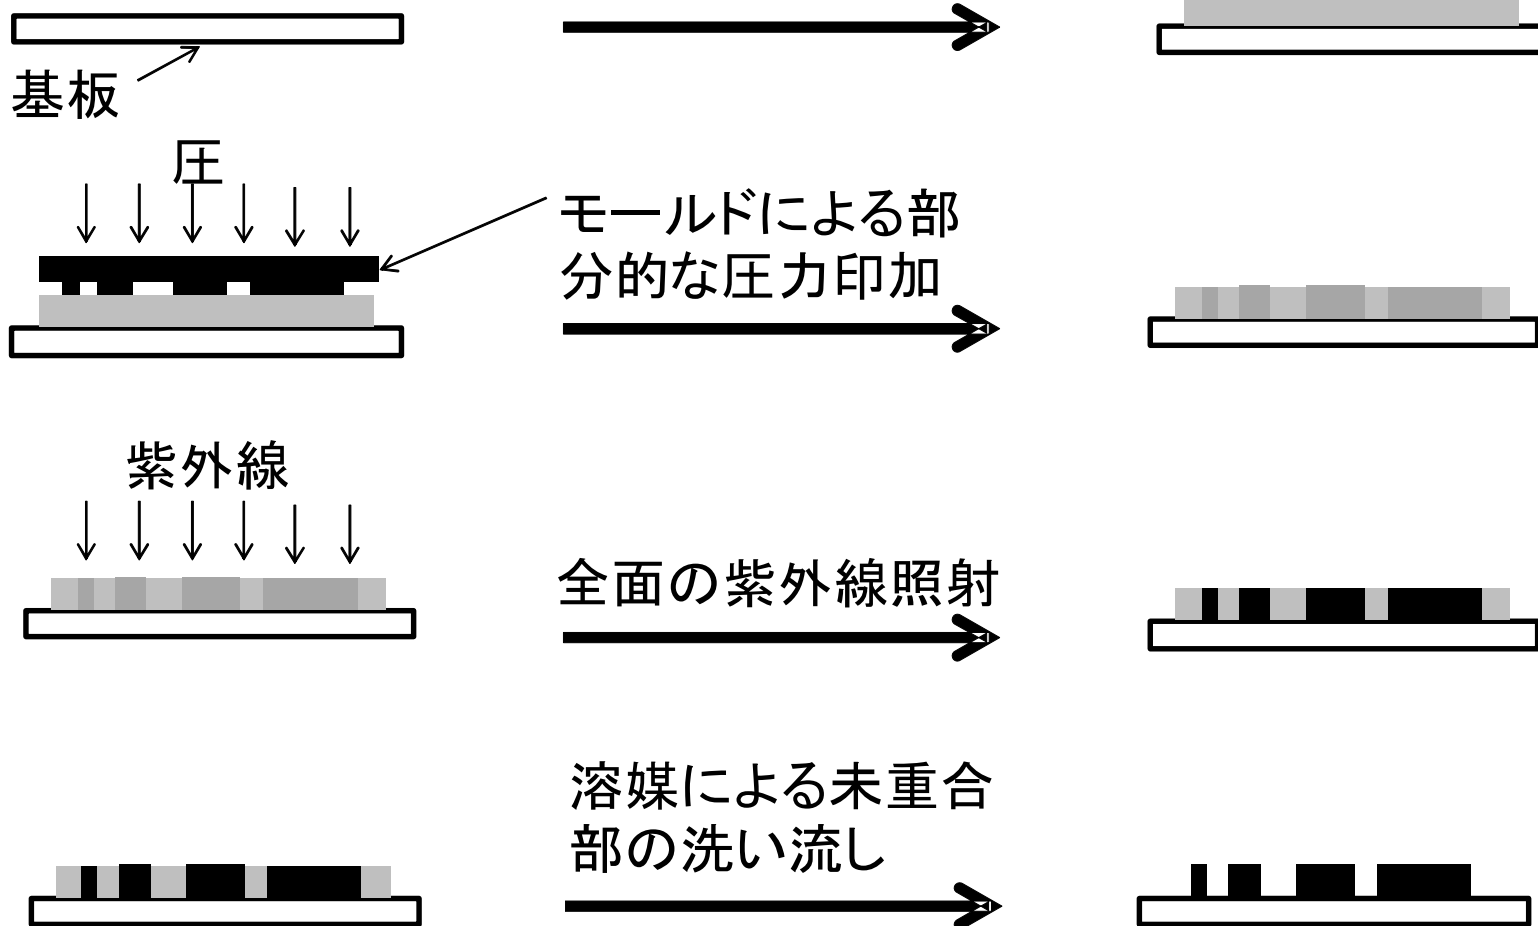 基板
圧
モールドによる部
分的な圧力印加
紫外線
全面の紫外線照射
溶媒による未重合
部の洗い流し